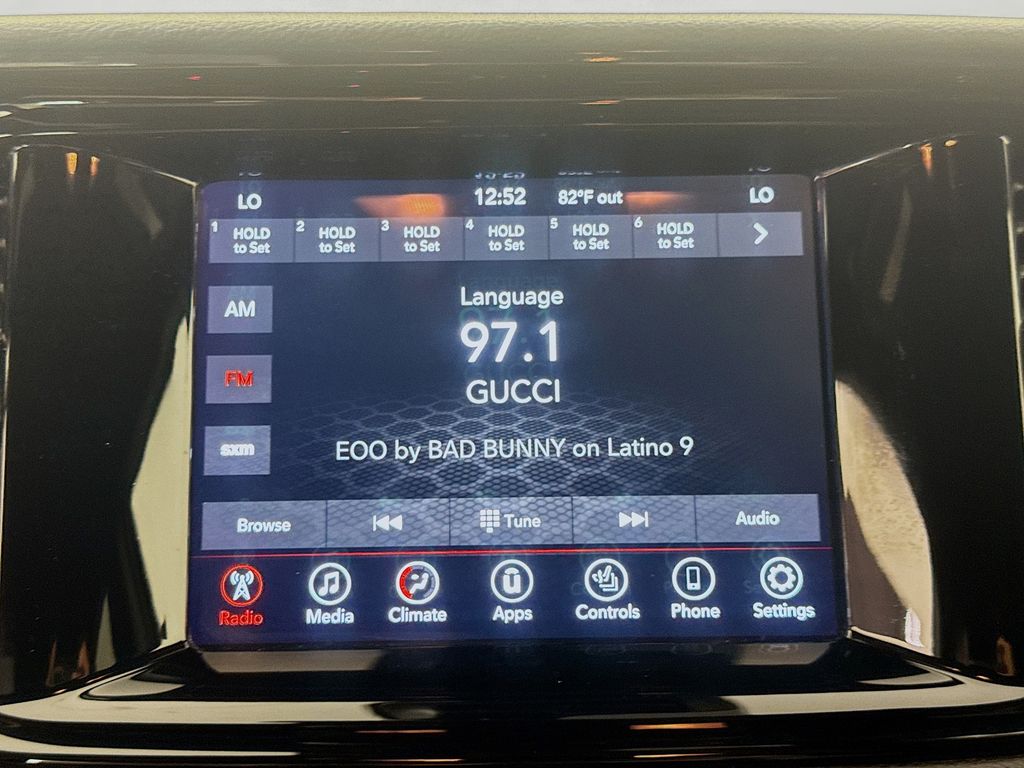 LO 12:52 82°F out LO
1 HOLD to Set 2 HOLD to Set 3 HOLD to Set 4 HOLD to Set 5 HOLD to Set 6 HOLD to Set
AM
Language
97.1
FM
GUCCI
sxm
EOO by BAD BUNNY on Latino 9
Browse Tune Audio
Radio Media Climate Apps Controls Phone Settings